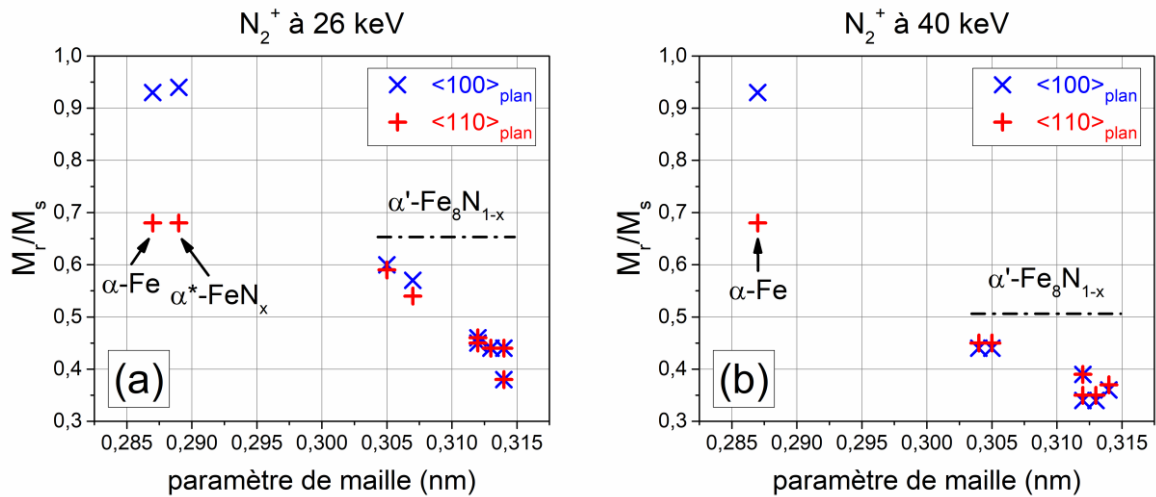 N₂⁺ à 26 keV
1,0
0,9
0,8
0,7
0,6
0,5
0,4
0,3
Mᵣ/Mₛ
<100>plan
<110>plan
α'-Fe₈N₁₋ₓ
α-Fe
α*-FeNₓ
(a)
0,285 0,290 0,295 0,300 0,305 0,310 0,315
paramètre de maille (nm)
N₂⁺ à 40 keV
1,0
0,9
0,8
0,7
0,6
0,5
0,4
0,3
Mᵣ/Mₛ
<100>plan
<110>plan
α-Fe
α'-Fe₈N₁₋ₓ
(b)
0,285 0,290 0,295 0,300 0,305 0,310 0,315
paramètre de maille (nm)